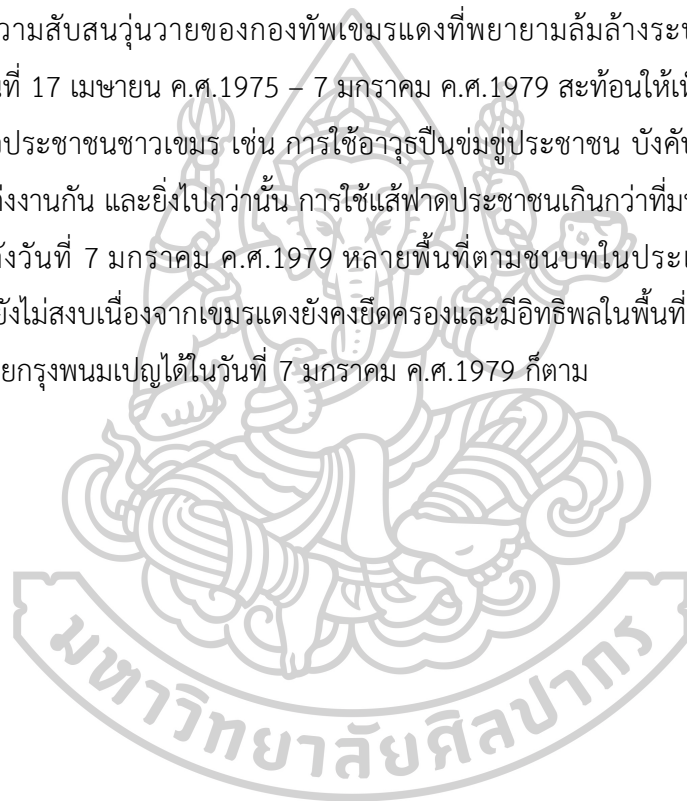 วามสับสนวุ่นวายของกองทัพเขมรแดงที่พยายามล้มล้างระบ
นที่ 17 เมษายน ค.ศ.1975 – 7 มกราคม ค.ศ.1979 สะท้อนให้เห็
ประชาชนชาวเขมร เช่น การใช้อาวุธปืนข่มขู่ประชาชน บังคับ
งงานกัน และยิ่งไปกว่านั้น การใช้แส้ฟาดประชาชนเกินกว่าที่มน
วันที่ 7 มกราคม ค.ศ.1979 หลายพื้นที่ตามชนบทในประเ
ยังไม่สงบเนื่องจากเขมรแดงยังคงยึดครองและมีอิทธิพลในพื้นที่
ยกรุงพนมเปญได้ในวันที่ 7 มกราคม ค.ศ.1979 ก็ตาม
มหาวิทยาลัยศิลปากร